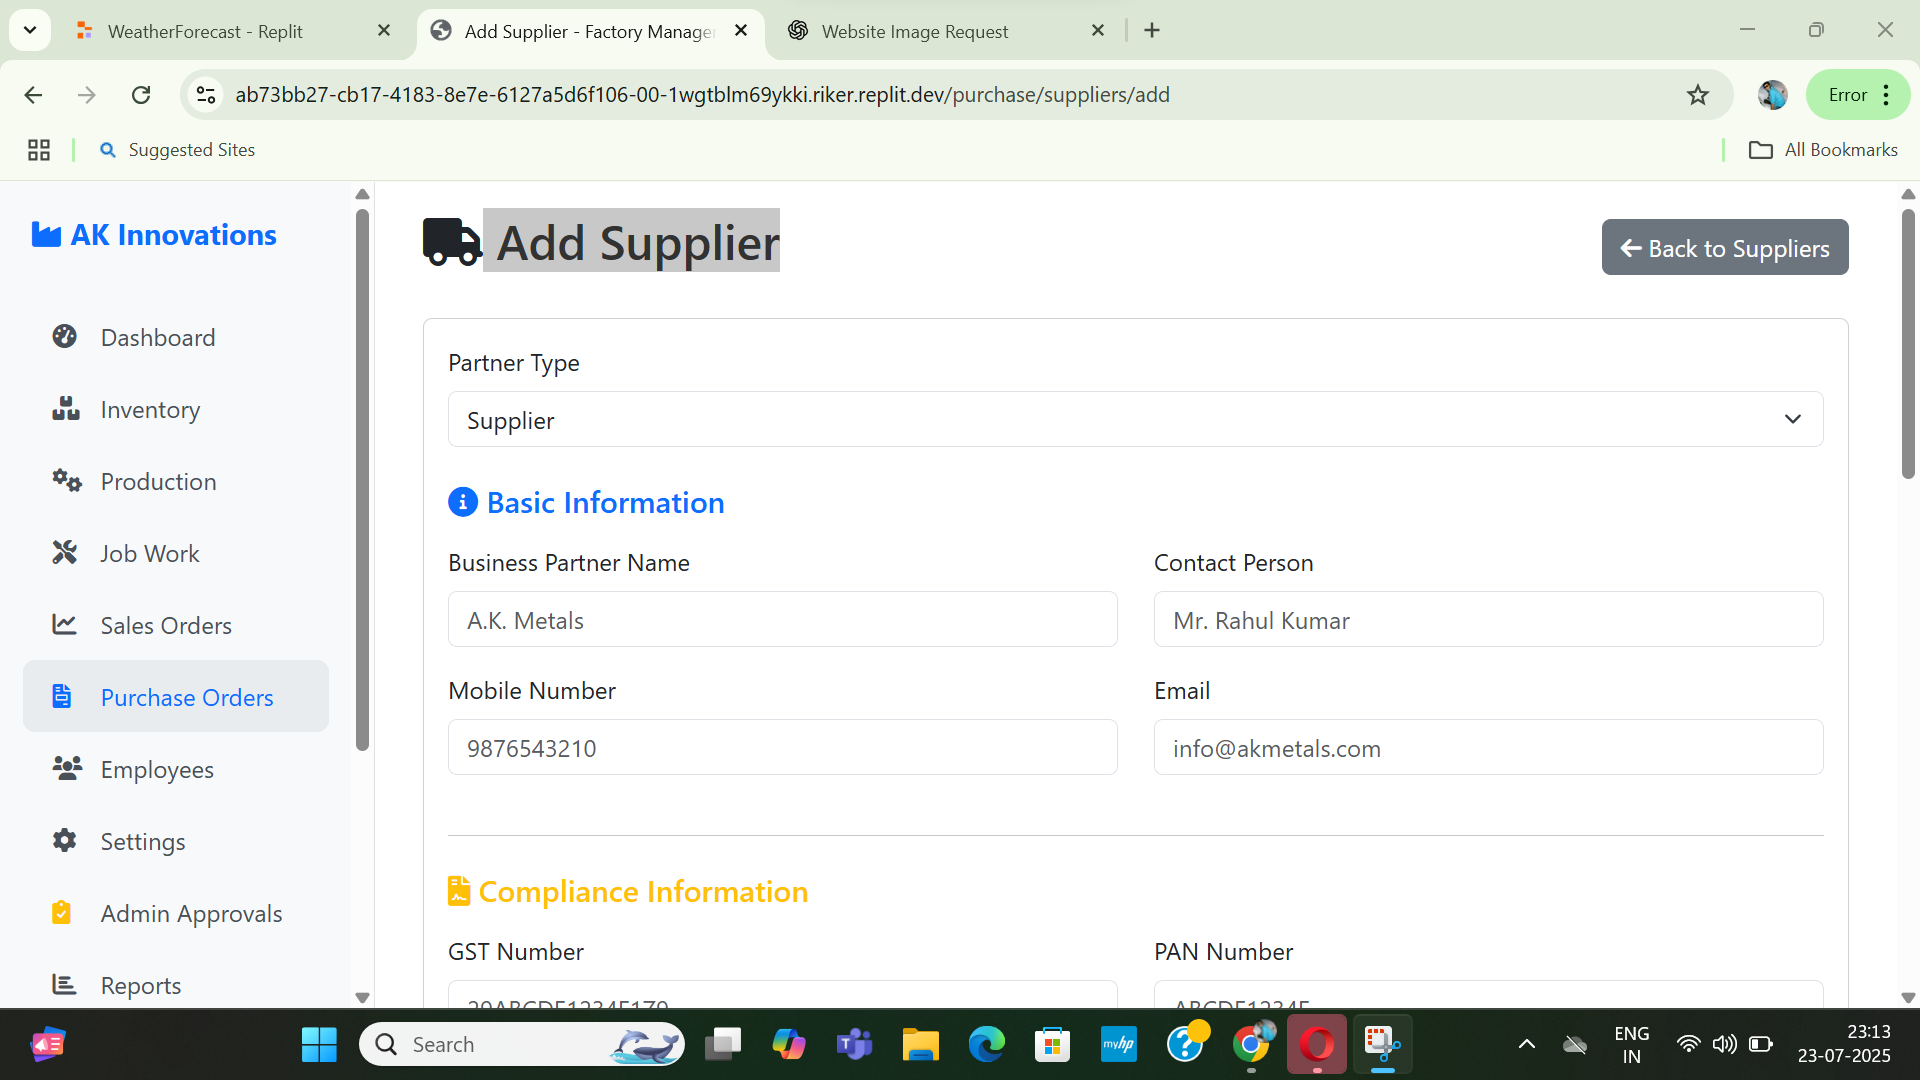 WeatherForecast - Replit
Add Supplier - Factory Manage
Website Image Request
ab73bb27-cb17-4183-8e7e-6127a5d6f106-00-1wgtblm69ykki.riker.replit.dev/purchase/suppliers/add
Error
Suggested Sites
All Bookmarks
AK Innovations
Dashboard
Inventory
Production
Job Work
Sales Orders
Purchase Orders
Employees
Settings
Admin Approvals
Reports
Add Supplier
Back to Suppliers
Partner Type
Supplier
Basic Information
Business Partner Name
Contact Person
A.K. Metals
Mr. Rahul Kumar
Mobile Number
Email
9876543210
info@akmetals.com
Compliance Information
GST Number
PAN Number
Search
myhp
ENG
IN
23:13
23-07-2025